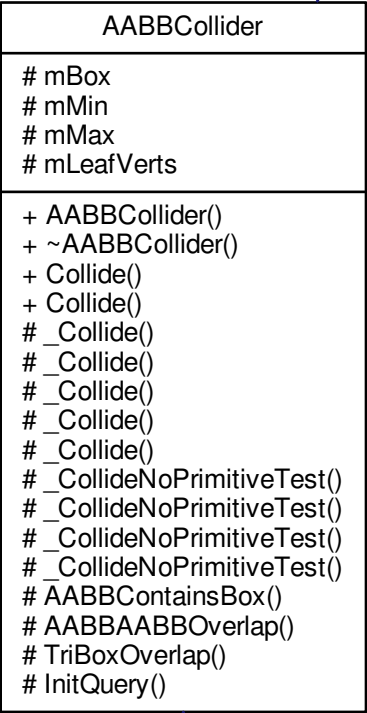 AABBCollider
# mBox
# mMin
# mMax
# mLeafVerts
+ AABBCollider()
+ ~AABBCollider()
+ Collide()
+ Collide()
# _Collide()
# _Collide()
# _Collide()
# _Collide()
# _Collide()
# _CollideNoPrimitiveTest()
# _CollideNoPrimitiveTest()
# _CollideNoPrimitiveTest()
# _CollideNoPrimitiveTest()
# AABBContainsBox()
# AABBAABBOverlap()
# TriBoxOverlap()
# InitQuery()